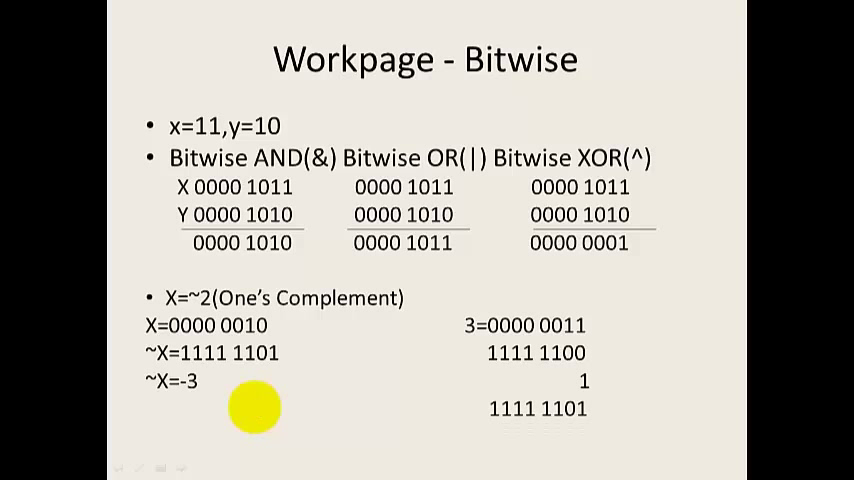 Workpage - Bitwise
• x=11,y=10
• Bitwise AND(&) Bitwise OR(|) Bitwise XOR(^)
X 0000 1011 0000 1011 0000 1011
Y 0000 1010 0000 1010 0000 1010
0000 1010 0000 1011 0000 0001
• X=~2(One's Complement)
X=0000 0010 3=0000 0011
~X=1111 1101 1111 1100
~X=-3 1
1111 1101